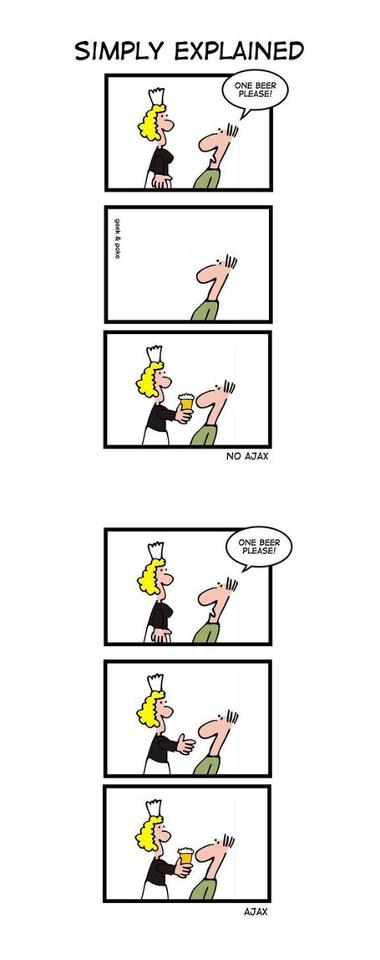 SIMPLY EXPLAINED
ONE BEER
PLEASE!
geek & poke
NO AJAX
ONE BEER
PLEASE!
AJAX